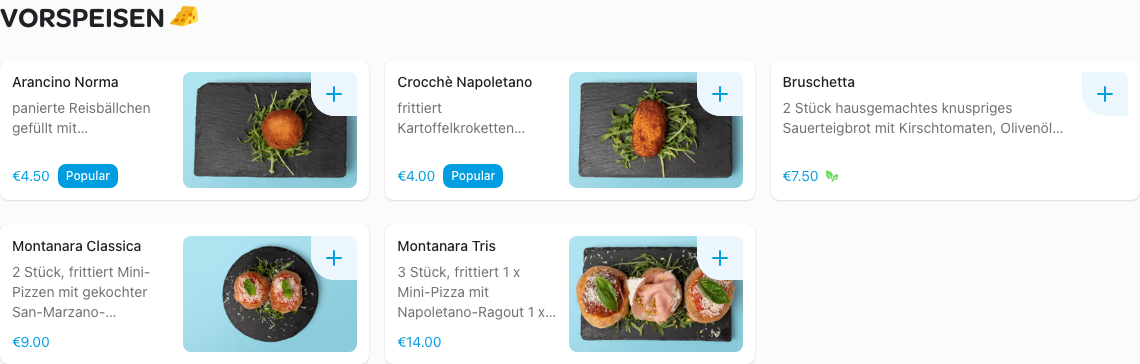 VORSPEISEN 🧀
Arancino Norma
panierte Reisbällchen
gefüllt mit...
€4.50 Popular
Crocchè Napoletano
frittiert
Kartoffelkroketten...
€4.00 Popular
Bruschetta
2 Stück hausgemachtes knuspriges
Sauerteigbrot mit Kirschtomaten, Olivenöl...
€7.50
Montanara Classica
2 Stück, frittiert Mini-
Pizzen mit gekochter
San-Marzano-...
€9.00
Montanara Tris
3 Stück, frittiert 1 x
Mini-Pizza mit
Napoletano-Ragout 1 x...
€14.00